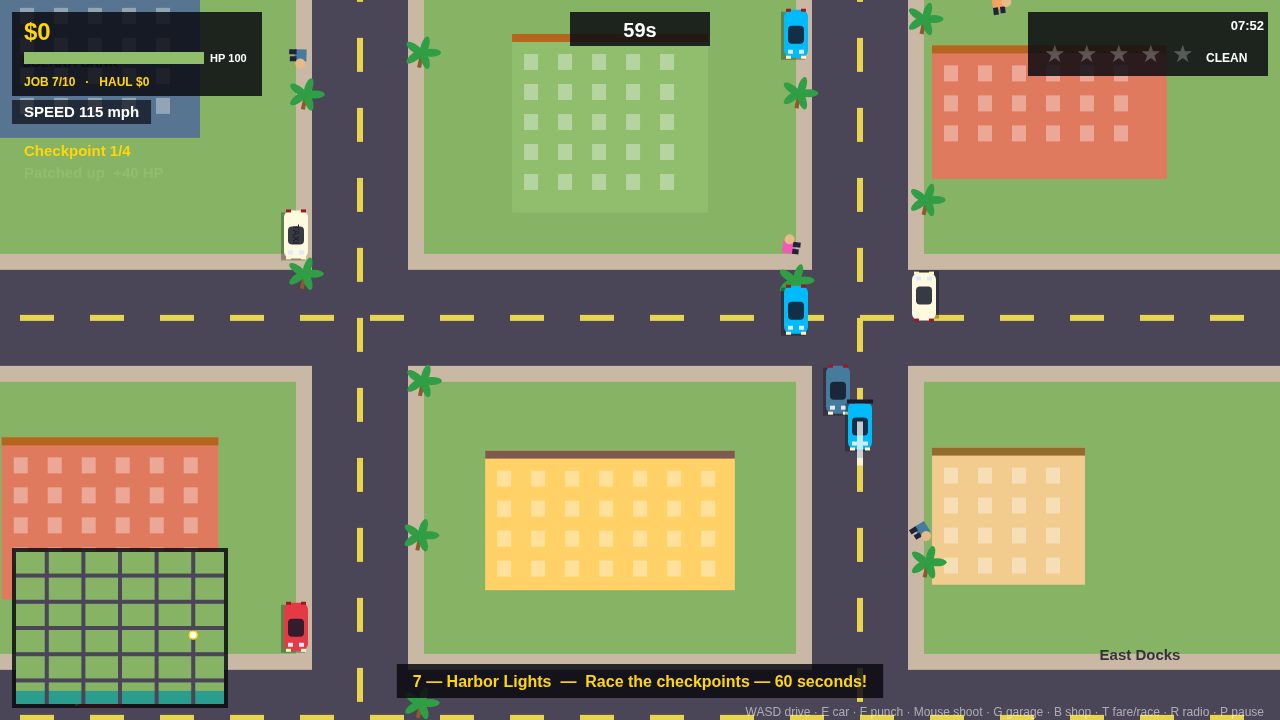 $0
HP 100
JOB 7/10 · HAUL $0
SPEED 115 mph
Checkpoint 1/4
Patched up +40 HP
59s
07:52
★ ★ ★ ★ ★ CLEAN
East Docks
7 — Harbor Lights — Race the checkpoints — 60 seconds!
WASD drive · E car · F punch · Mouse shoot · G garage · B shop · T fare/race · R radio · P pause